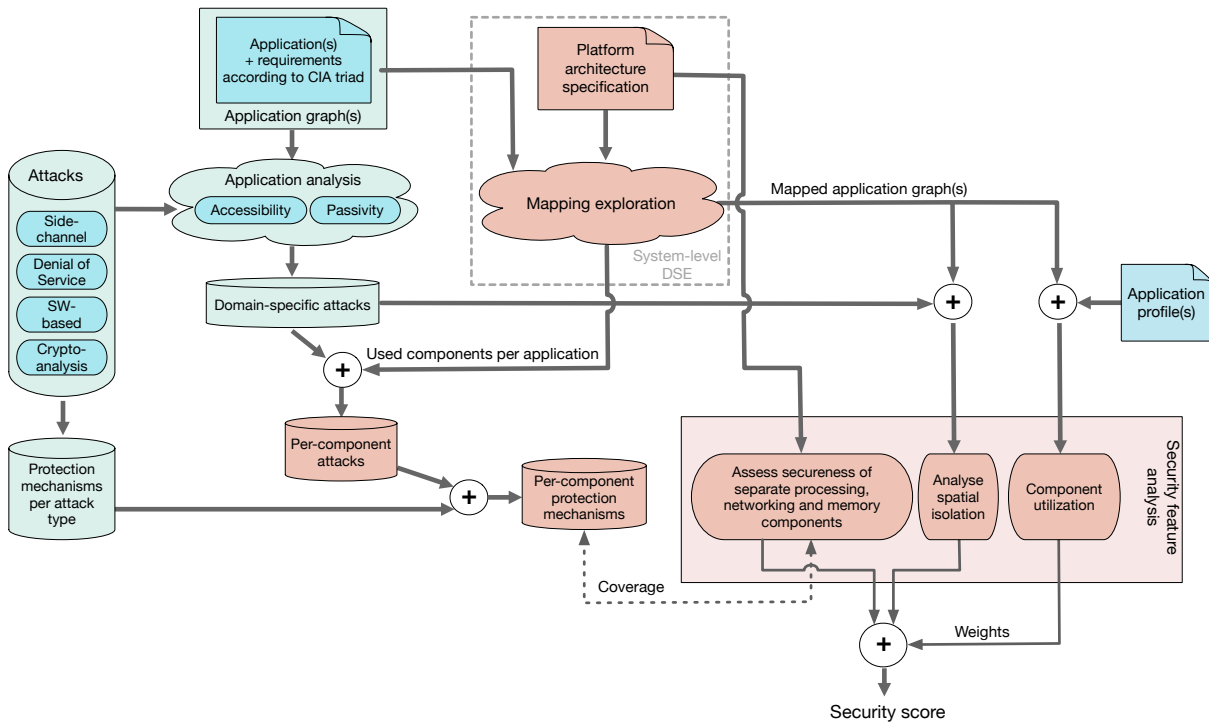 Application(s)
+ requirements
according to CIA triad
Application graph(s)
Platform
architecture
specification
Attacks
Side-
channel
Denial of
Service
SW-
based
Crypto-
analysis
Application analysis
Accessibility
Passivity
Mapping exploration
Mapped application graph(s)
System-level
DSE
Domain-specific attacks
+
+
Application
profile(s)
Used components per application
+
Per-component
attacks
Protection
mechanisms
per attack
type
+
Per-component
protection
mechanisms
Assess secureness of
separate processing,
networking and memory
components
Analyse
spatial
isolation
Component
utilization
Security feature
analysis
Coverage
+
Weights
Security score